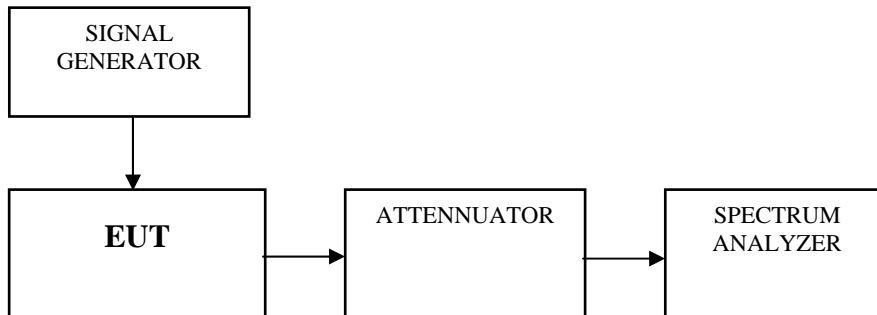 SIGNAL
GENERATOR
EUT
ATTENNUATOR
SPECTRUM
ANALYZER